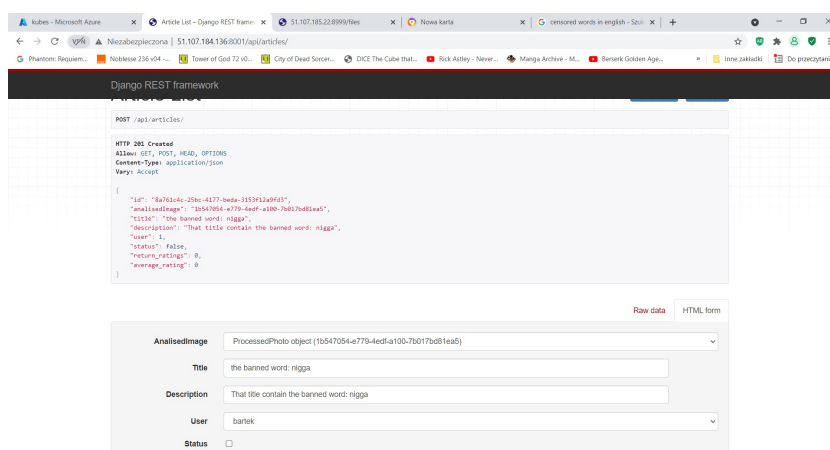 kubes - Microsoft Azure
Article List – Django REST framew
51.107.185.22:8999/files
Nowa karta
censored words in english - Szuk
Niezabezpieczona | 51.107.184.136:8001/api/articles/
Phantom: Requiem...
Noblesse 236 v04 -...
Tower of God 72 v0...
City of Dead Sorcer...
DICE The Cube that...
Rick Astley - Never...
Manga Archive - M...
Berserk Golden Age...
»
Inne zakładki
Do przeczytani
Django REST framework
Article List
POST /api/articles/
HTTP 201 Created
Allow: GET, POST, HEAD, OPTIONS
Content-Type: application/json
Vary: Accept
{
"id": "8a761c4c-25bc-4177-beda-3153f12a9fd3",
"analisedImage": "1b547054-e779-4edf-a100-7b017bd81ea5",
"title": "the banned word: nigga",
"description": "That title contain the banned word: nigga",
"user": 1,
"status": false,
"return_ratings": 0,
"average_rating": 0
}
Raw data
HTML form
AnalisedImage
ProcessedPhoto object (1b547054-e779-4edf-a100-7b017bd81ea5)
Title
the banned word: nigga
Description
That title contain the banned word: nigga
User
bartek
Status